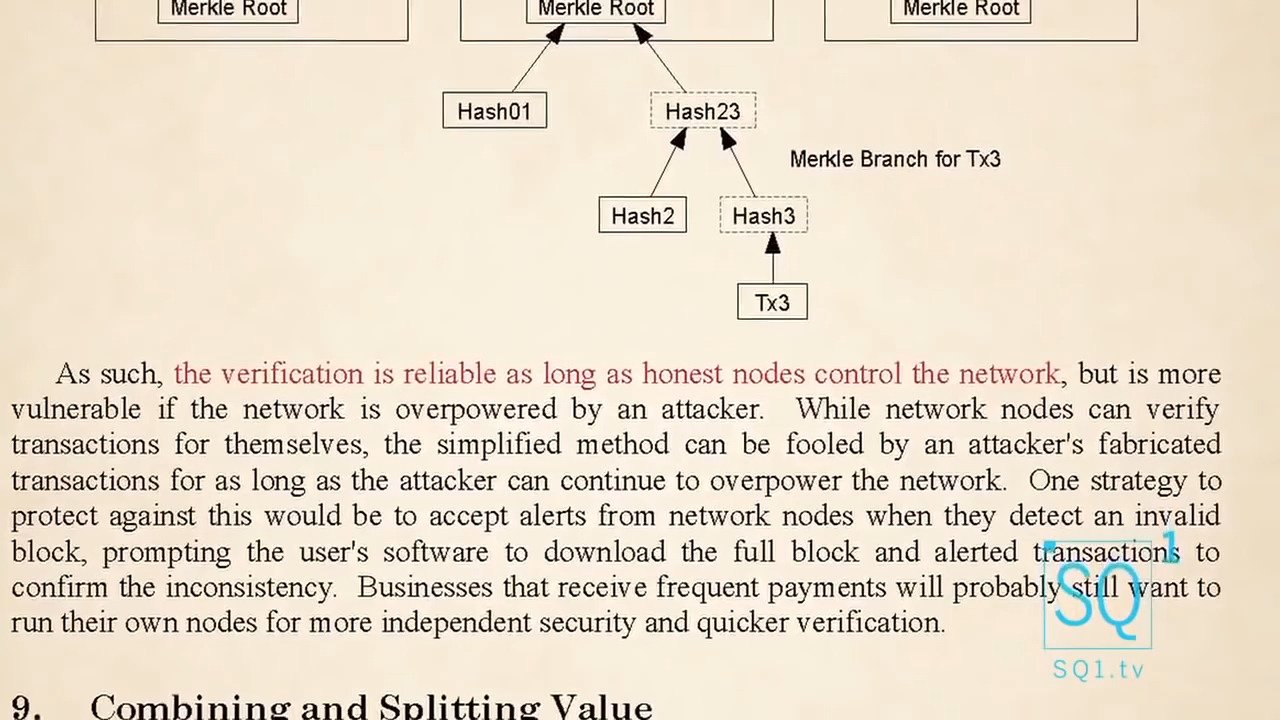 Merkle Root Merkle Root Merkle Root
Hash01 Hash23
Merkle Branch for Tx3
Hash2 Hash3
Tx3
As such, the verification is reliable as long as honest nodes control the network, but is more
vulnerable if the network is overpowered by an attacker. While network nodes can verify
transactions for themselves, the simplified method can be fooled by an attacker's fabricated
transactions for as long as the attacker can continue to overpower the network. One strategy to
protect against this would be to accept alerts from network nodes when they detect an invalid
block, prompting the user's software to download the full block and alerted transactions to
confirm the inconsistency. Businesses that receive frequent payments will probably still want to
run their own nodes for more independent security and quicker verification.
SQ1
SQ1.tv
9. Combining and Splitting Value